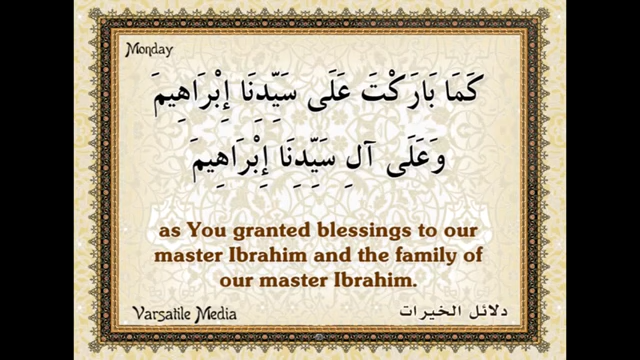 Monday
كَمَا بَارَكْتَ عَلَى سَيِّدِنَا إِبْرَاهِيمَ
وَعَلَى آلِ سَيِّدِنَا إِبْرَاهِيمَ
as You granted blessings to our
master Ibrahim and the family of
our master Ibrahim.
Varsatile Media
دلائل الخيرات